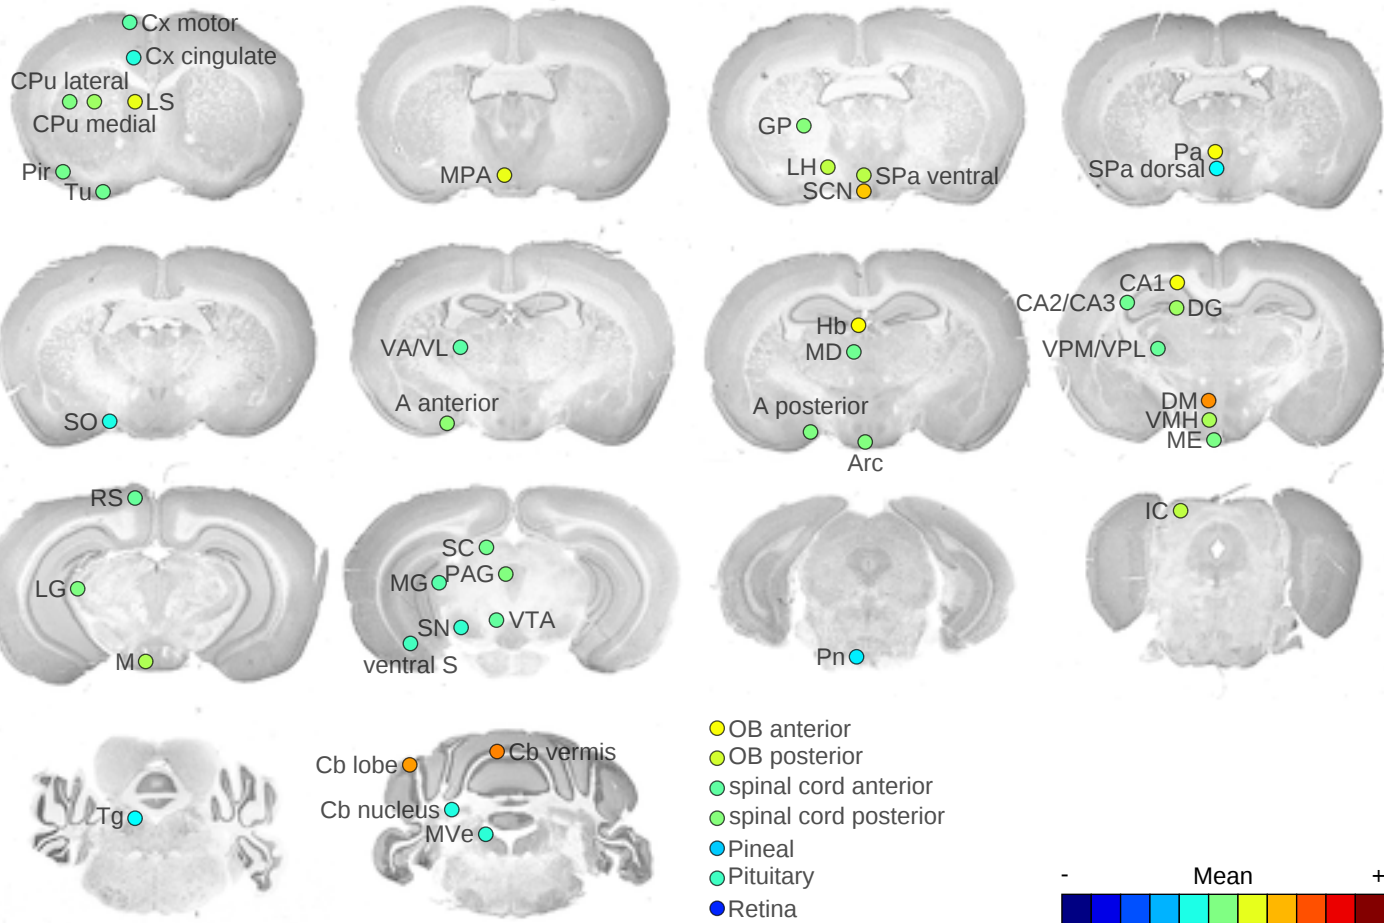 Cx motor
Cx cingulate
CPu lateral
LS
CPu medial
Pir
Tu
MPA
GP
LH
SPa ventral
SCN
Pa
SPa dorsal
SO
VA/VL
A anterior
Hb
MD
A posterior
Arc
CA1
CA2/CA3
DG
VPM/VPL
DM
VMH
ME
RS
LG
M
SC
MG
PAG
SN
VTA
ventral S
Pn
IC
Tg
Cb lobe
Cb vermis
Cb nucleus
MVe
OB anterior
OB posterior
spinal cord anterior
spinal cord posterior
Pineal
Pituitary
Retina
- Mean +